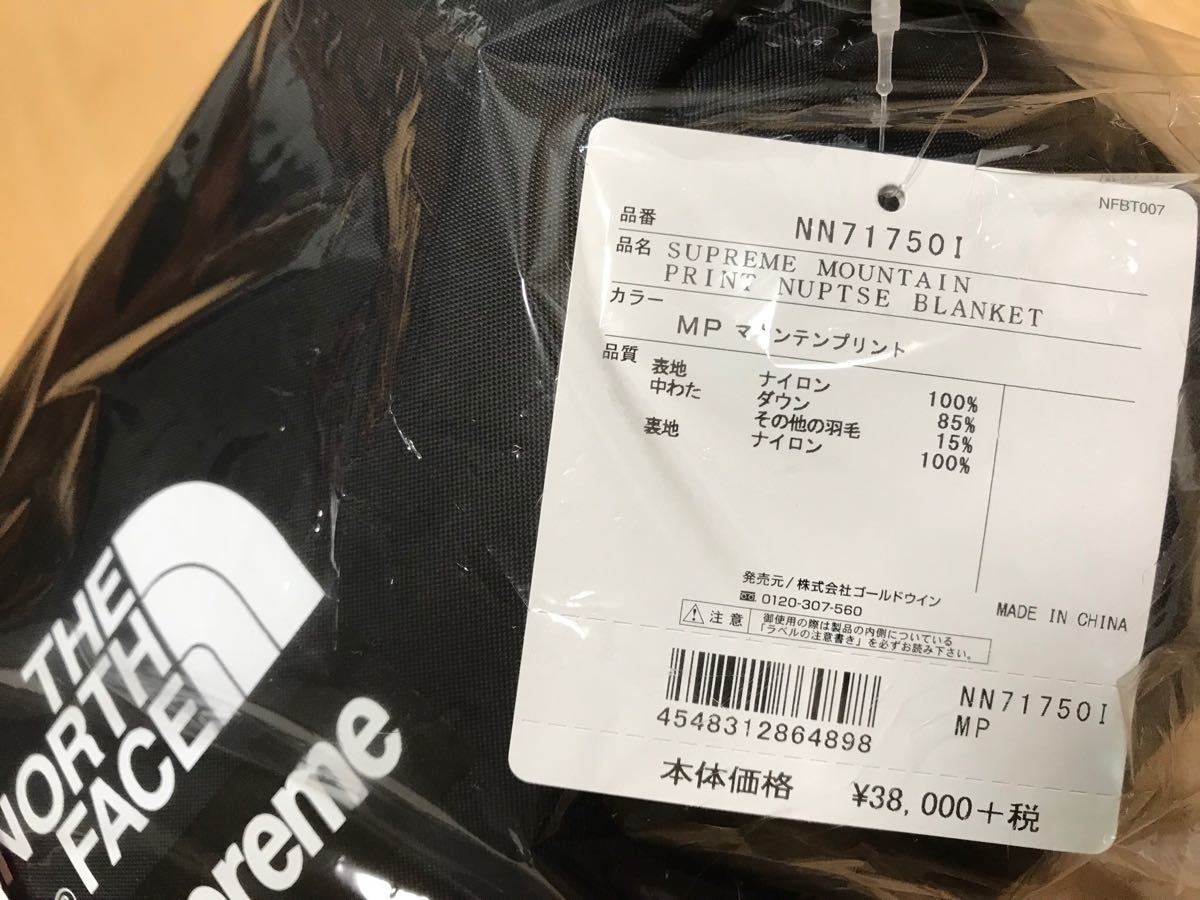 NFBT007
品番 NN71750I
品名 SUPREME MOUNTAIN
PRINT NUPTSE BLANKET
カラー
MP マウンテンプリント
品質
表地 ナイロン 100%
中わた ダウン 85%
その他の羽毛 15%
裏地 ナイロン 100%
発売元/株式会社ゴールドウイン
0120-307-560
MADE IN CHINA
注意 御使用の際は製品の内側についている
「ラベルの注意書き」を必ずお読み下さい。
4548312864898
NN71750I
MP
本体価格 ¥38,000+税
THE
NORTH
FACE
®
preme